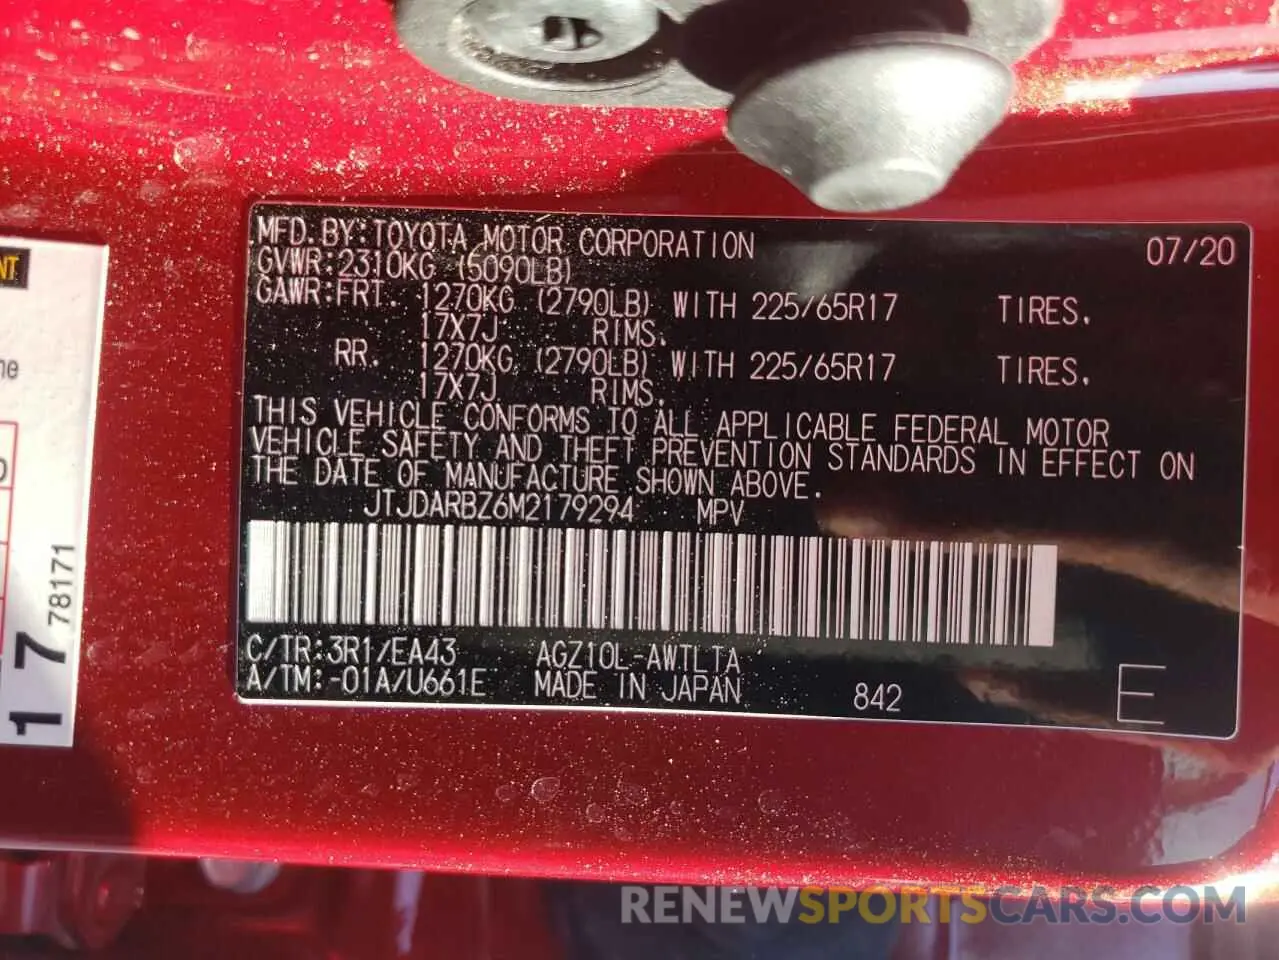 MFD. BY: TOYOTA MOTOR CORPORATION 07/20
GVWR: 2310KG (5090LB)
GAWR: FRT. 1270KG (2790LB) WITH 225/65R17 TIRES.
17X7J RIMS.
RR. 1270KG (2790LB) WITH 225/65R17 TIRES.
17X7J RIMS.
THIS VEHICLE CONFORMS TO ALL APPLICABLE FEDERAL MOTOR
VEHICLE SAFETY AND THEFT PREVENTION STANDARDS IN EFFECT ON
THE DATE OF MANUFACTURE SHOWN ABOVE.
JTJDARBZ6M2179294 MPV
C/TR: 3R1/EA43 AGZ10L-AWTLTA
A/TM: -01A/U661E MADE IN JAPAN 842 E
17
78171
RENEWSPORTSCARS.COM